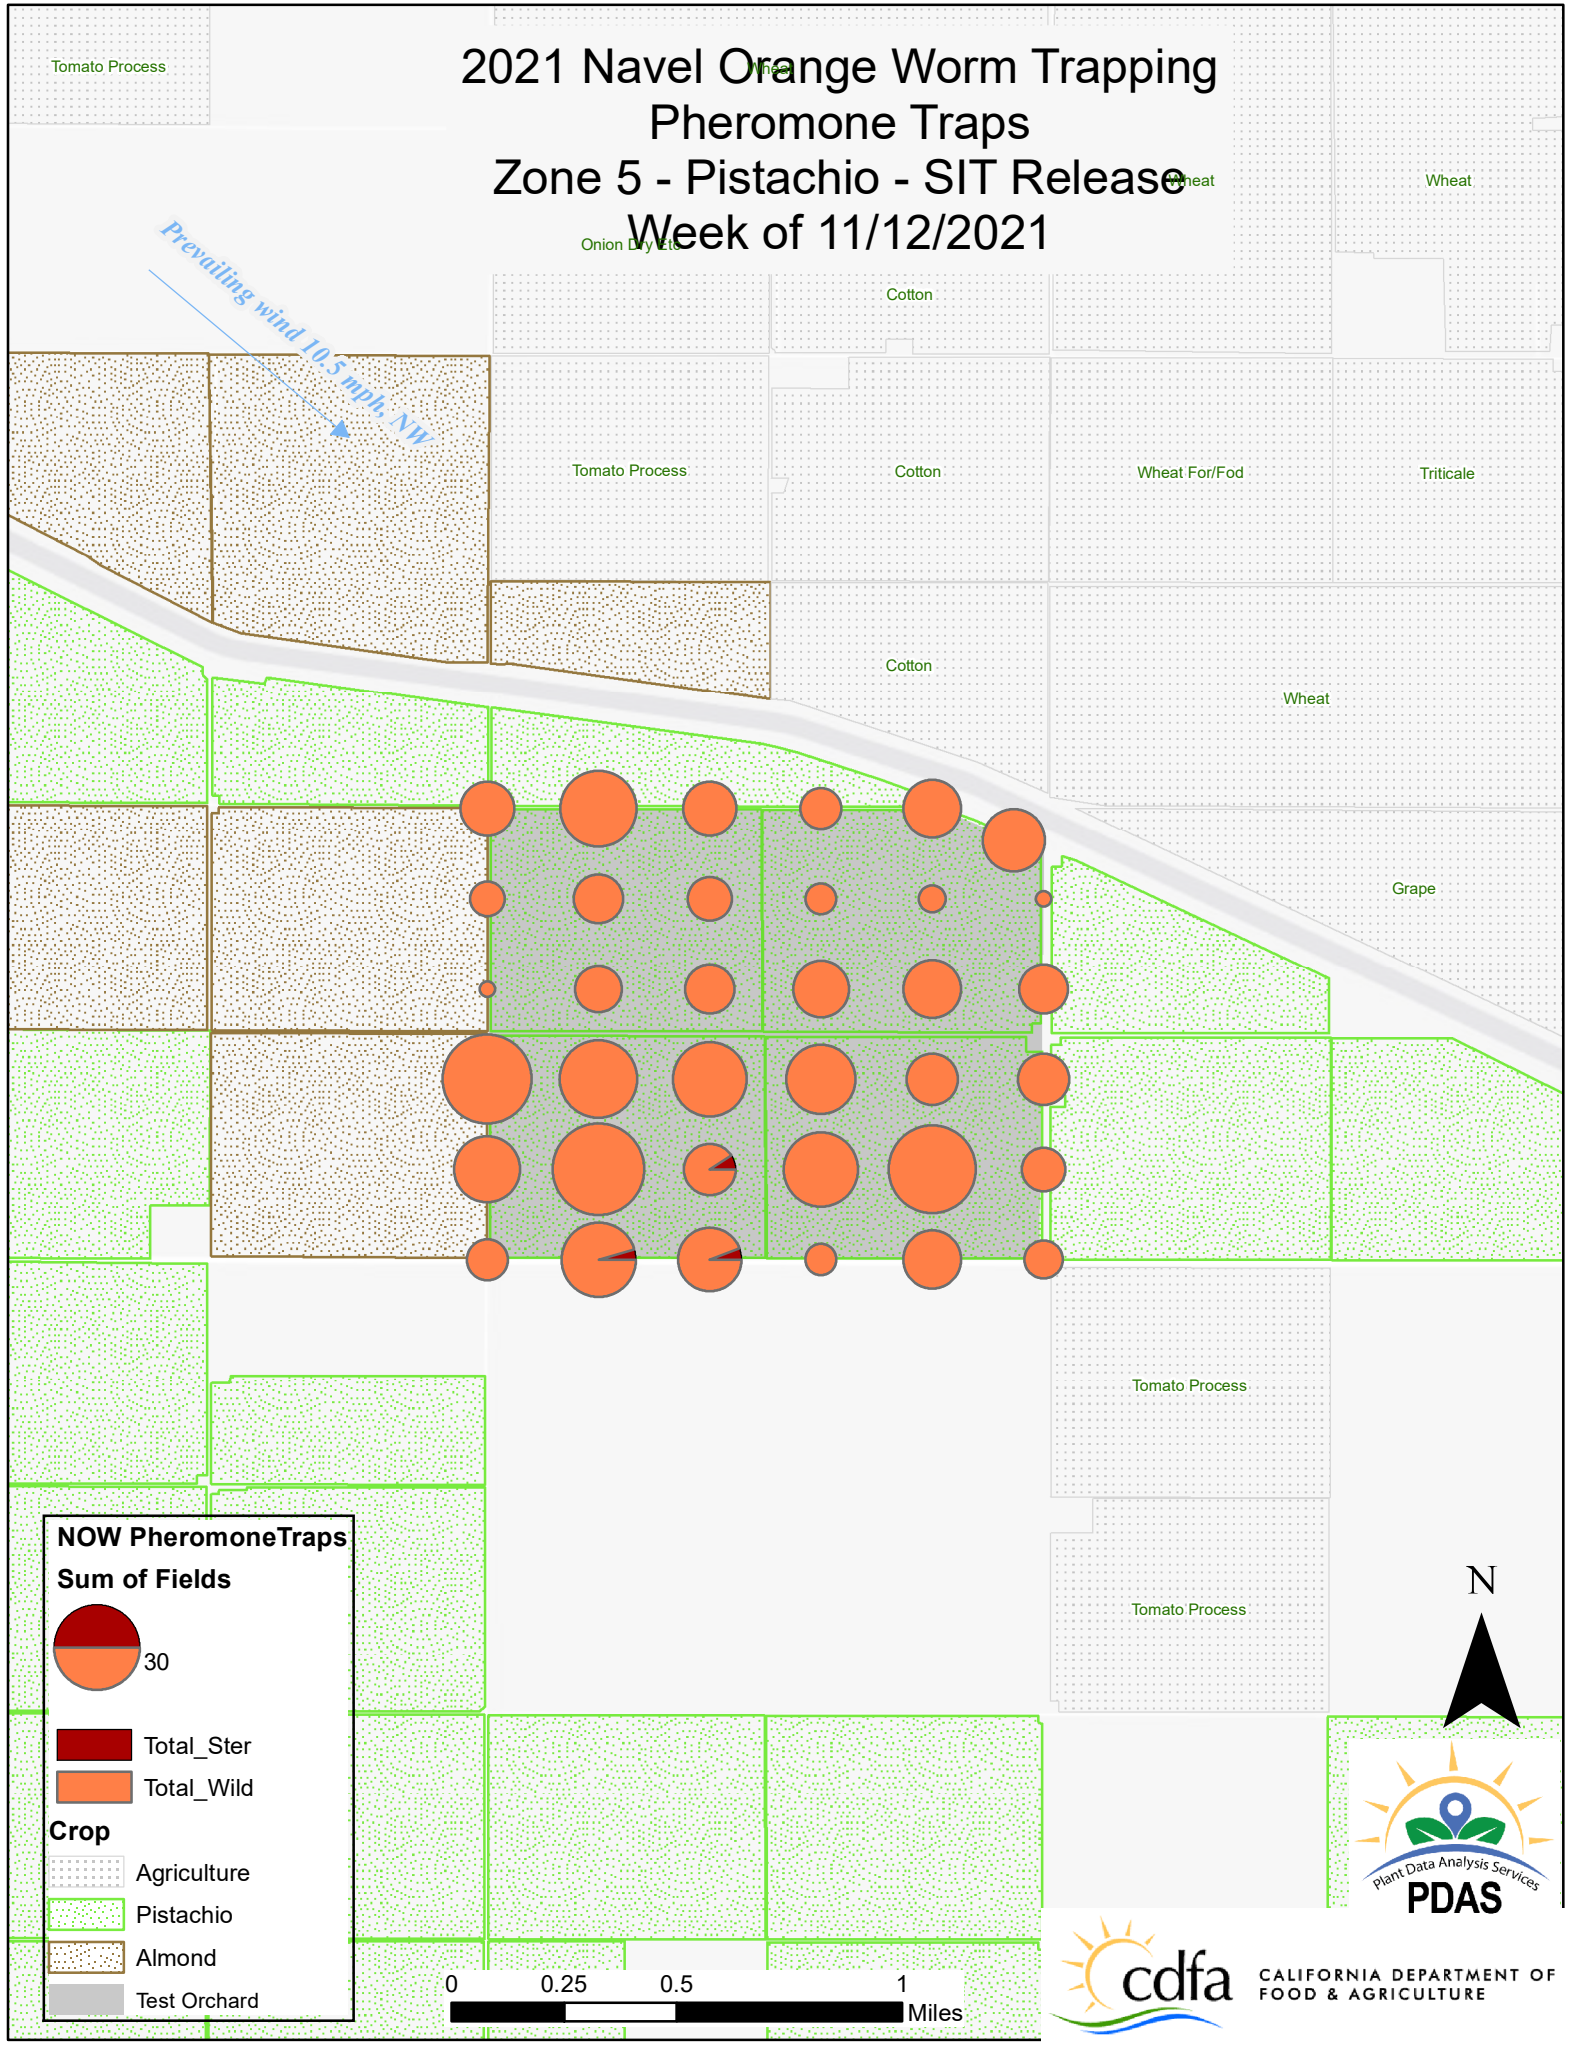 Tomato Process
2021 Navel Orange Worm Trapping
Wheat
Pheromone Traps
Zone 5 - Pistachio - SIT Release
Wheat
Wheat
Week of 11/12/2021
Onion Dry Etc
Prevailing wind 10.5 mph, NW
Cotton
Tomato Process
Cotton
Wheat For/Fod
Triticale
Cotton
Wheat
Grape
Tomato Process
Tomato Process
NOW PheromoneTraps
Sum of Fields
30
Total_Ster
Total_Wild
Crop
Agriculture
Pistachio
Almond
Test Orchard
0 0.25 0.5 1
Miles
N
Plant Data Analysis Services
PDAS
cdfa
CALIFORNIA DEPARTMENT OF
FOOD & AGRICULTURE